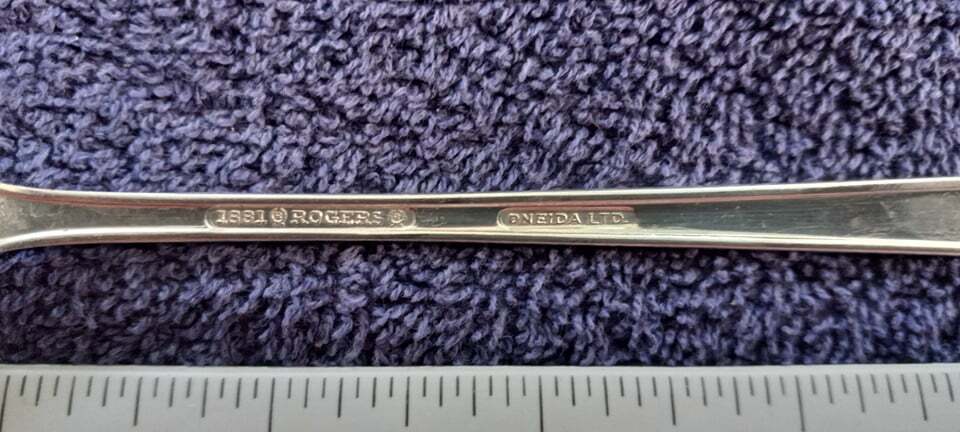 1881 ® ROGERS ® ONEIDA LTD.